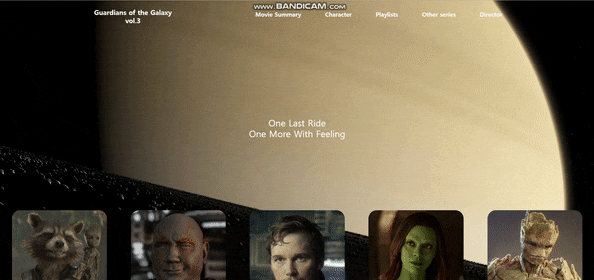 WWW.BANDICAM.COM
Guardians of the Galaxy
vol.3
Movie Summary
Character
Playlists
Other series
Director
One Last Ride
One More With Feeling